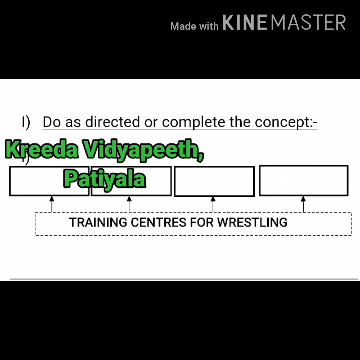 Made with KINEMASTER
I) Do as directed or complete the concept:-
Kreeda Vidyapeeth,
Patiyala
TRAINING CENTRES FOR WRESTLING